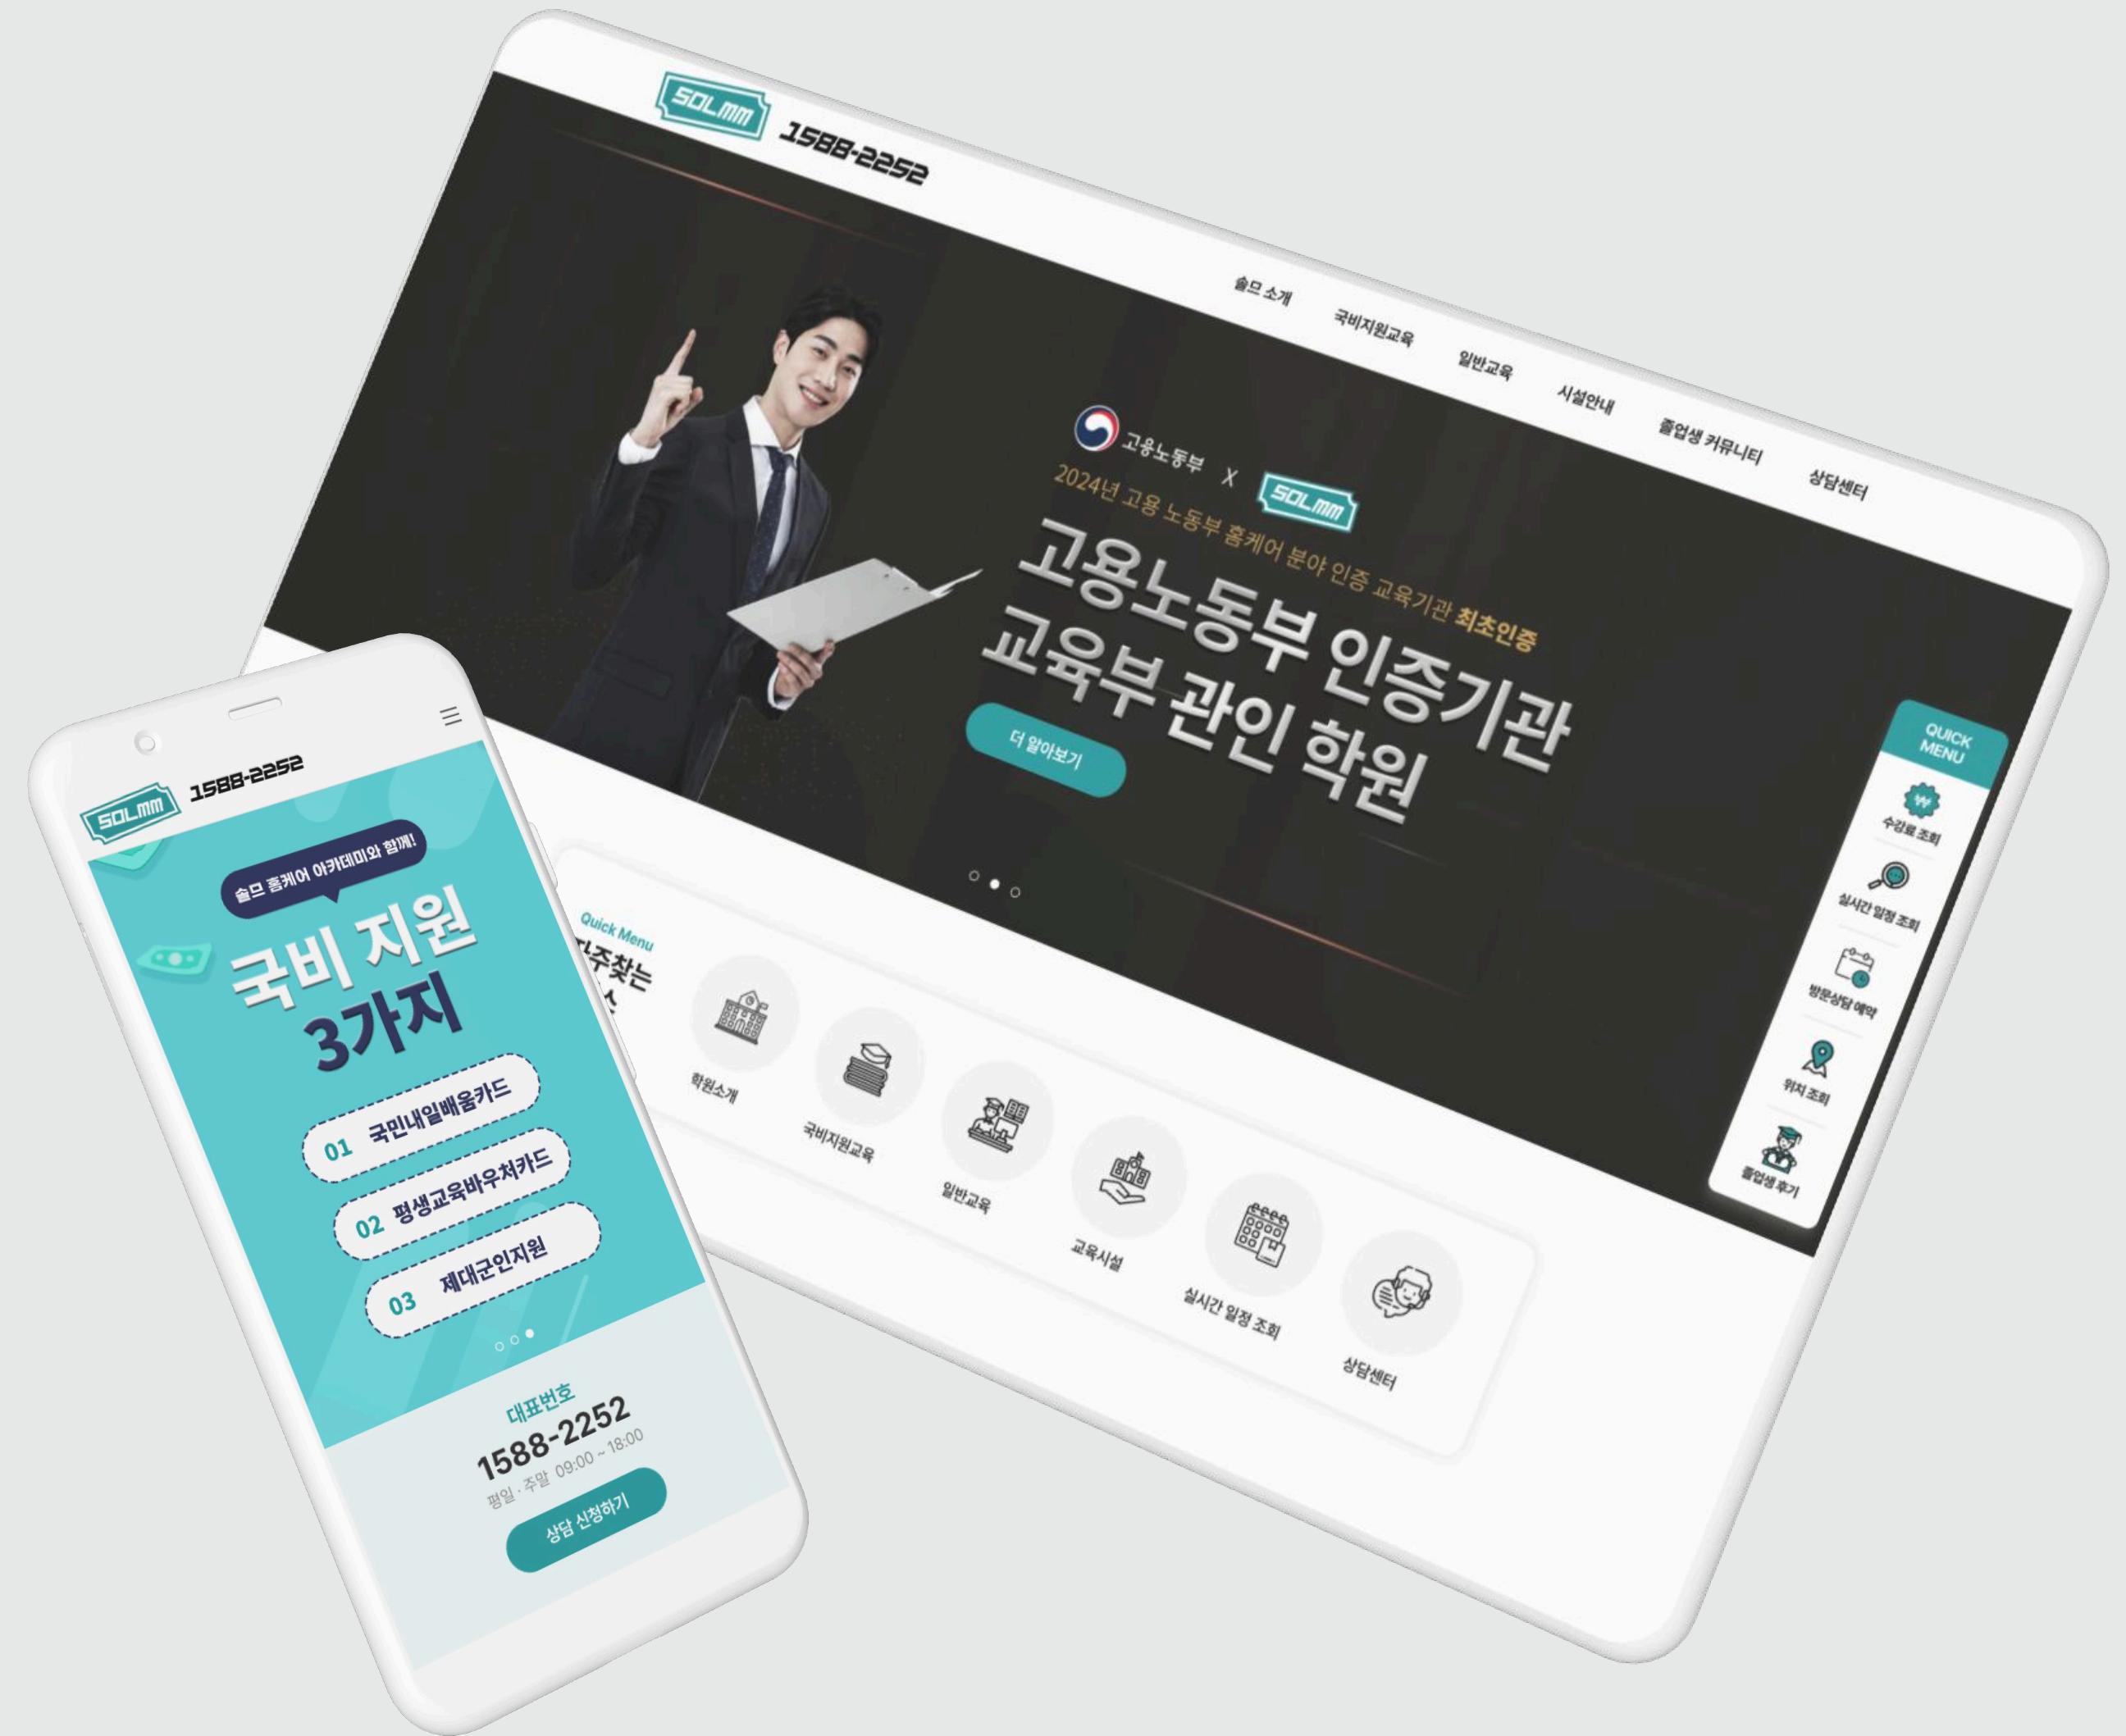 SOLMM
1588-2252
솔므 소개
국비지원교육
일반교육
시설안내
졸업생 커뮤니티
상담센터
고용노동부 X SOLMM
2024년 고용 노동부 홈케어 분야 인증 교육기관 최초인증
고용노동부 인증기관
교육부 관인 학원
더 알아보기
QUICK
MENU
수강료 조회
실시간 일정 조회
방문상담 예약
위치 조회
졸업생 후기
Quick Menu
자주찾는
학원소개
국비지원교육
일반교육
교육시설
실시간 일정 조회
상담센터
SOLMM
1588-2252
솔므 홈케어 아카데미와 함께!
국비 지원
3가지
01 국민내일배움카드
02 평생교육바우처카드
03 제대군인지원
대표번호
1588-2252
평일 · 주말 09:00 ~ 18:00
상담 신청하기